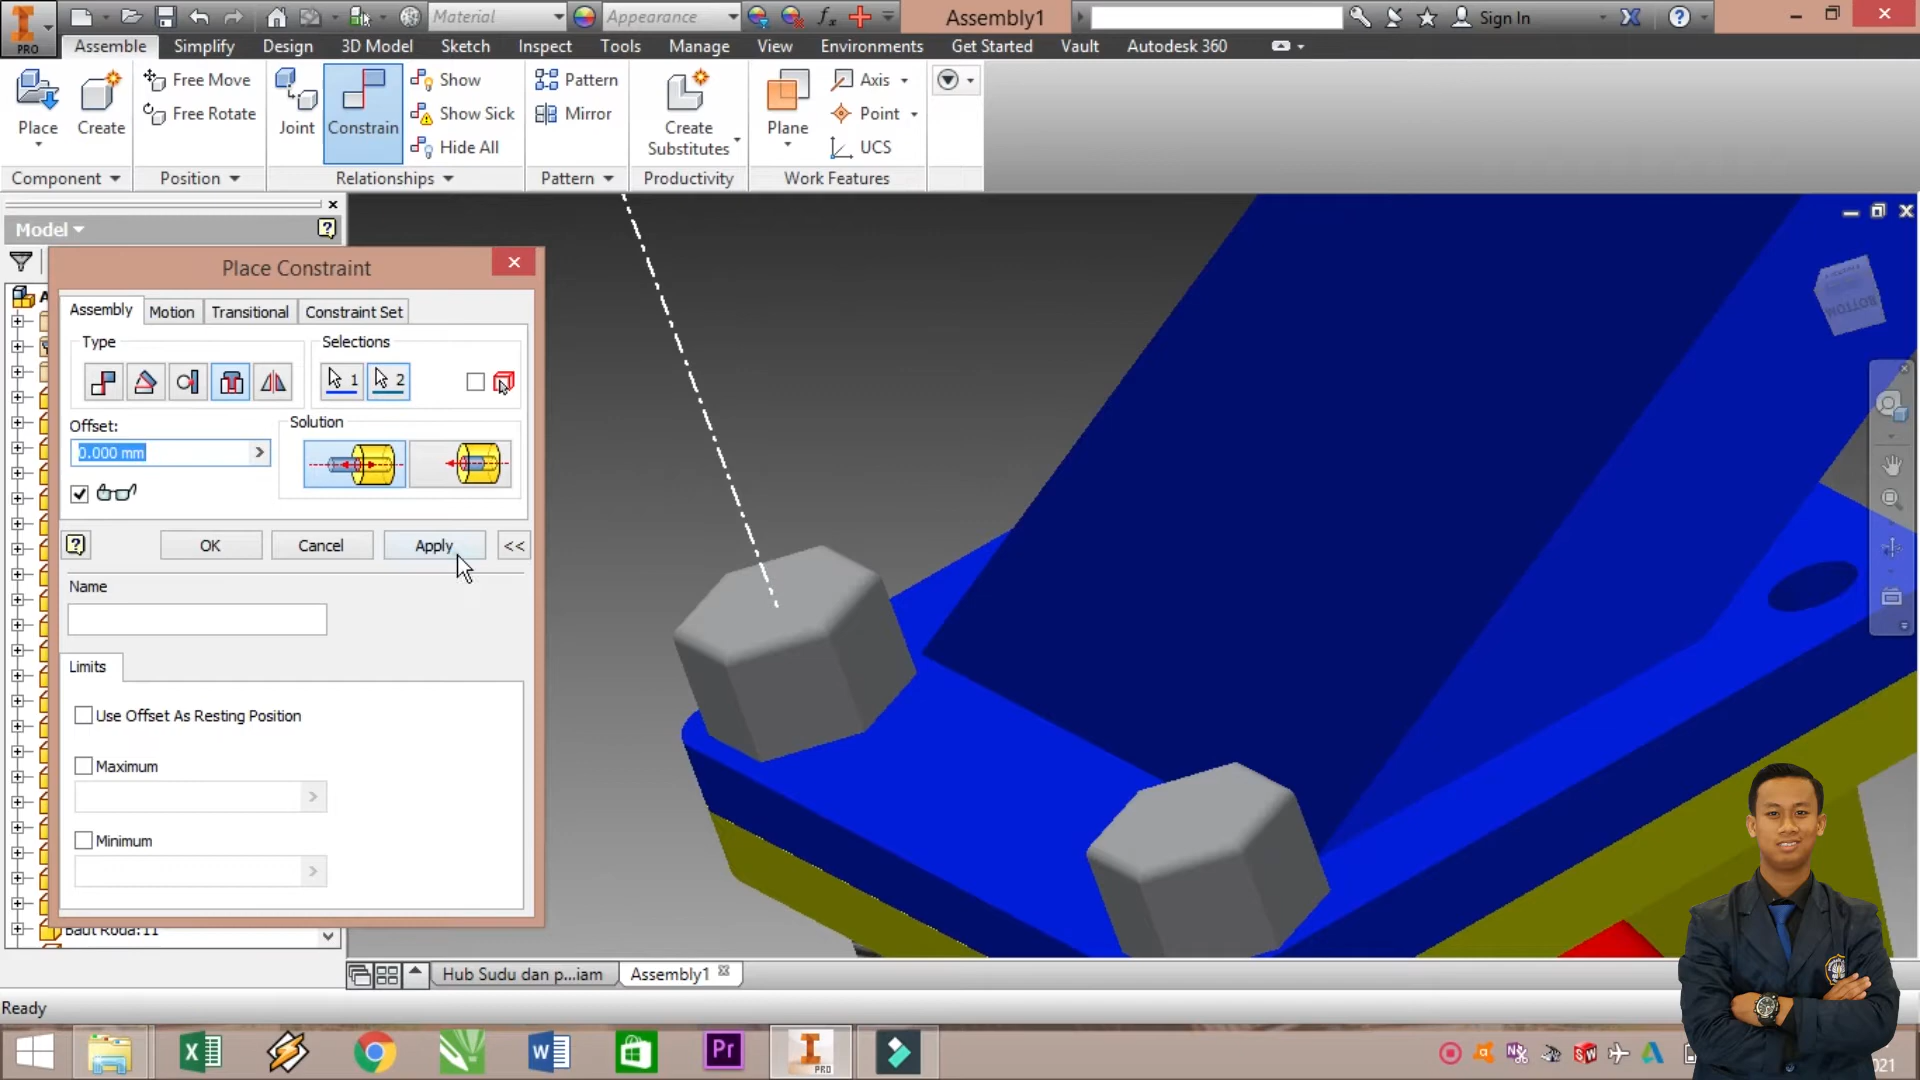 PRO
Material
Appearance
Assembly1
Sign In
Assemble
Simplify
Design
3D Model
Sketch
Inspect
Tools
Manage
View
Environments
Get Started
Vault
Autodesk 360
Place
Create
Free Move
Free Rotate
Joint
Constrain
Show
Show Sick
Hide All
Pattern
Mirror
Create
Substitutes
Plane
Axis
Point
UCS
Component
Position
Relationships
Pattern
Productivity
Work Features
Model
Place Constraint
Assembly
Motion
Transitional
Constraint Set
Type
Selections
1
2
Offset:
0.000 mm
Solution
OK
Cancel
Apply
<<
Name
Limits
Use Offset As Resting Position
Maximum
Minimum
Baut Roda:11
BOTTOM
Hub Sudu dan p...iam
Assembly1
Ready
Pr
PRO